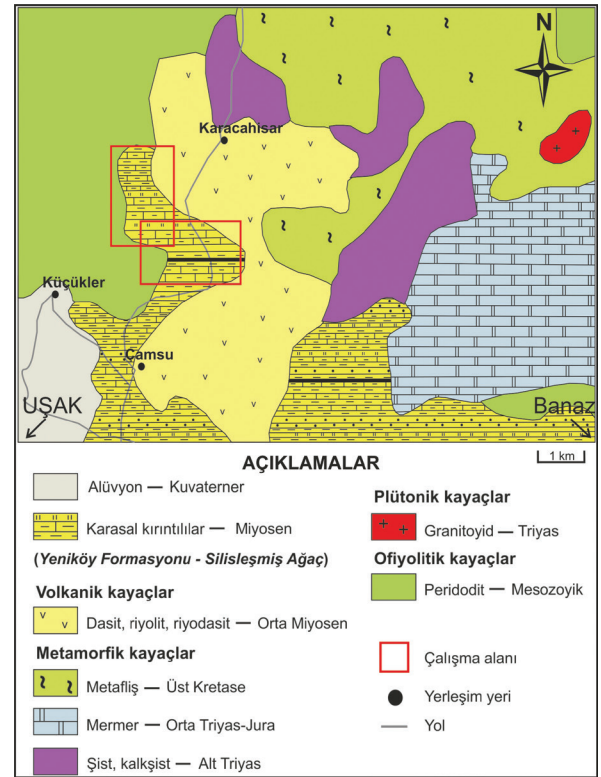 N
Karacahisar
Küçükler
Çamsu
UŞAK
Banaz
AÇIKLAMALAR
1 km
Alüvyon — Kuvaterner
Karasal kırıntılılar — Miyosen
(Yeniköy Formasyonu - Silisleşmiş Ağaç)
Volkanik kayaçlar
Dasit, riyolit, riyodasit — Orta Miyosen
Metamorfik kayaçlar
Metafliş — Üst Kretase
Mermer — Orta Triyas-Jura
Şist, kalkşist — Alt Triyas
Plütonik kayaçlar
Granitoyid — Triyas
Ofiyolitik kayaçlar
Peridodit — Mesozoyik
Çalışma alanı
Yerleşim yeri
Yol